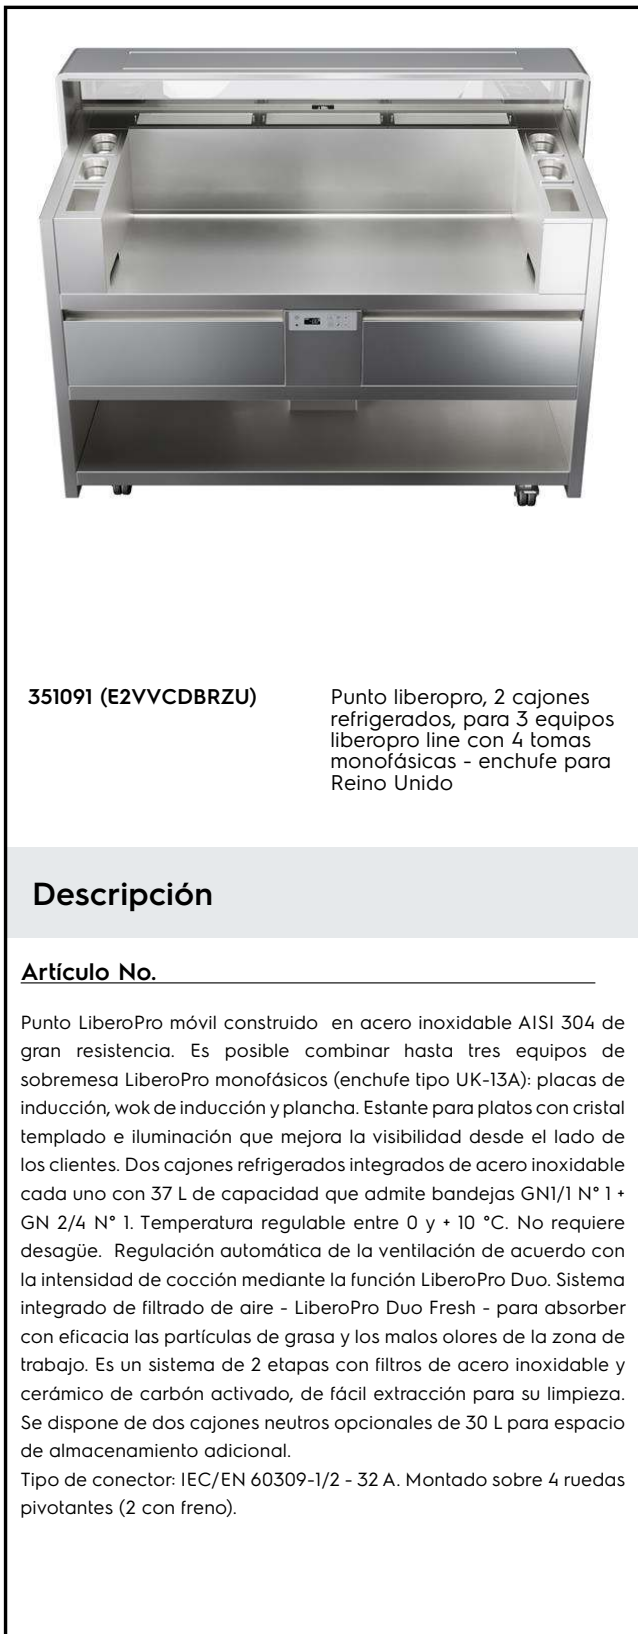 351091 (E2VVCDBRZU)
Punto liberopro, 2 cajones
refrigerados, para 3 equipos
liberopro line con 4 tomas
monofásicas - enchufe para
Reino Unido
Descripción
Artículo No.
Punto LiberoPro móvil construido en acero inoxidable AISI 304 de
gran resistencia. Es posible combinar hasta tres equipos de
sobremesa LiberoPro monofásicos (enchufe tipo UK-13A): placas de
inducción, wok de inducción y plancha. Estante para platos con cristal
templado e iluminación que mejora la visibilidad desde el lado de
los clientes. Dos cajones refrigerados integrados de acero inoxidable
cada uno con 37 L de capacidad que admite bandejas GN1/1 N° 1 +
GN 2/4 N° 1. Temperatura regulable entre 0 y + 10 °C. No requiere
desagüe. Regulación automática de la ventilación de acuerdo con
la intensidad de cocción mediante la función LiberoPro Duo. Sistema
integrado de filtrado de aire - LiberoPro Duo Fresh - para absorber
con eficacia las partículas de grasa y los malos olores de la zona de
trabajo. Es un sistema de 2 etapas con filtros de acero inoxidable y
cerámico de carbón activado, de fácil extracción para su limpieza.
Se dispone de dos cajones neutros opcionales de 30 L para espacio
de almacenamiento adicional.
Tipo de conector: IEC/EN 60309-1/2 - 32 A. Montado sobre 4 ruedas
pivotantes (2 con freno).